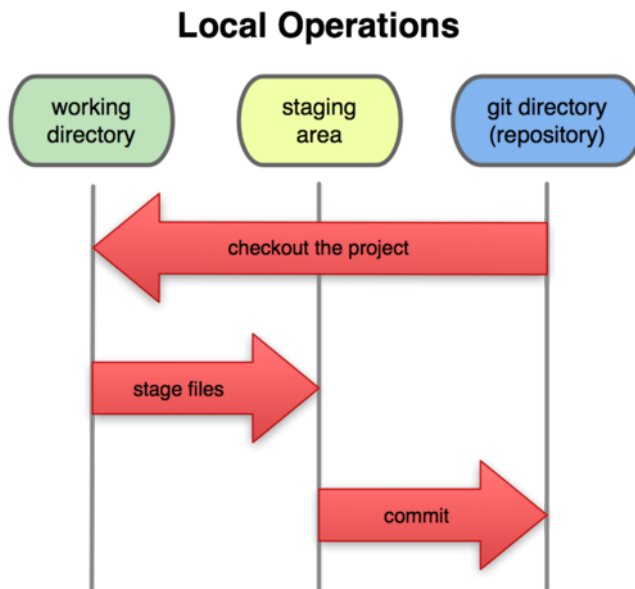 Local Operations
working
directory
staging
area
git directory
(repository)
checkout the project
stage files
commit